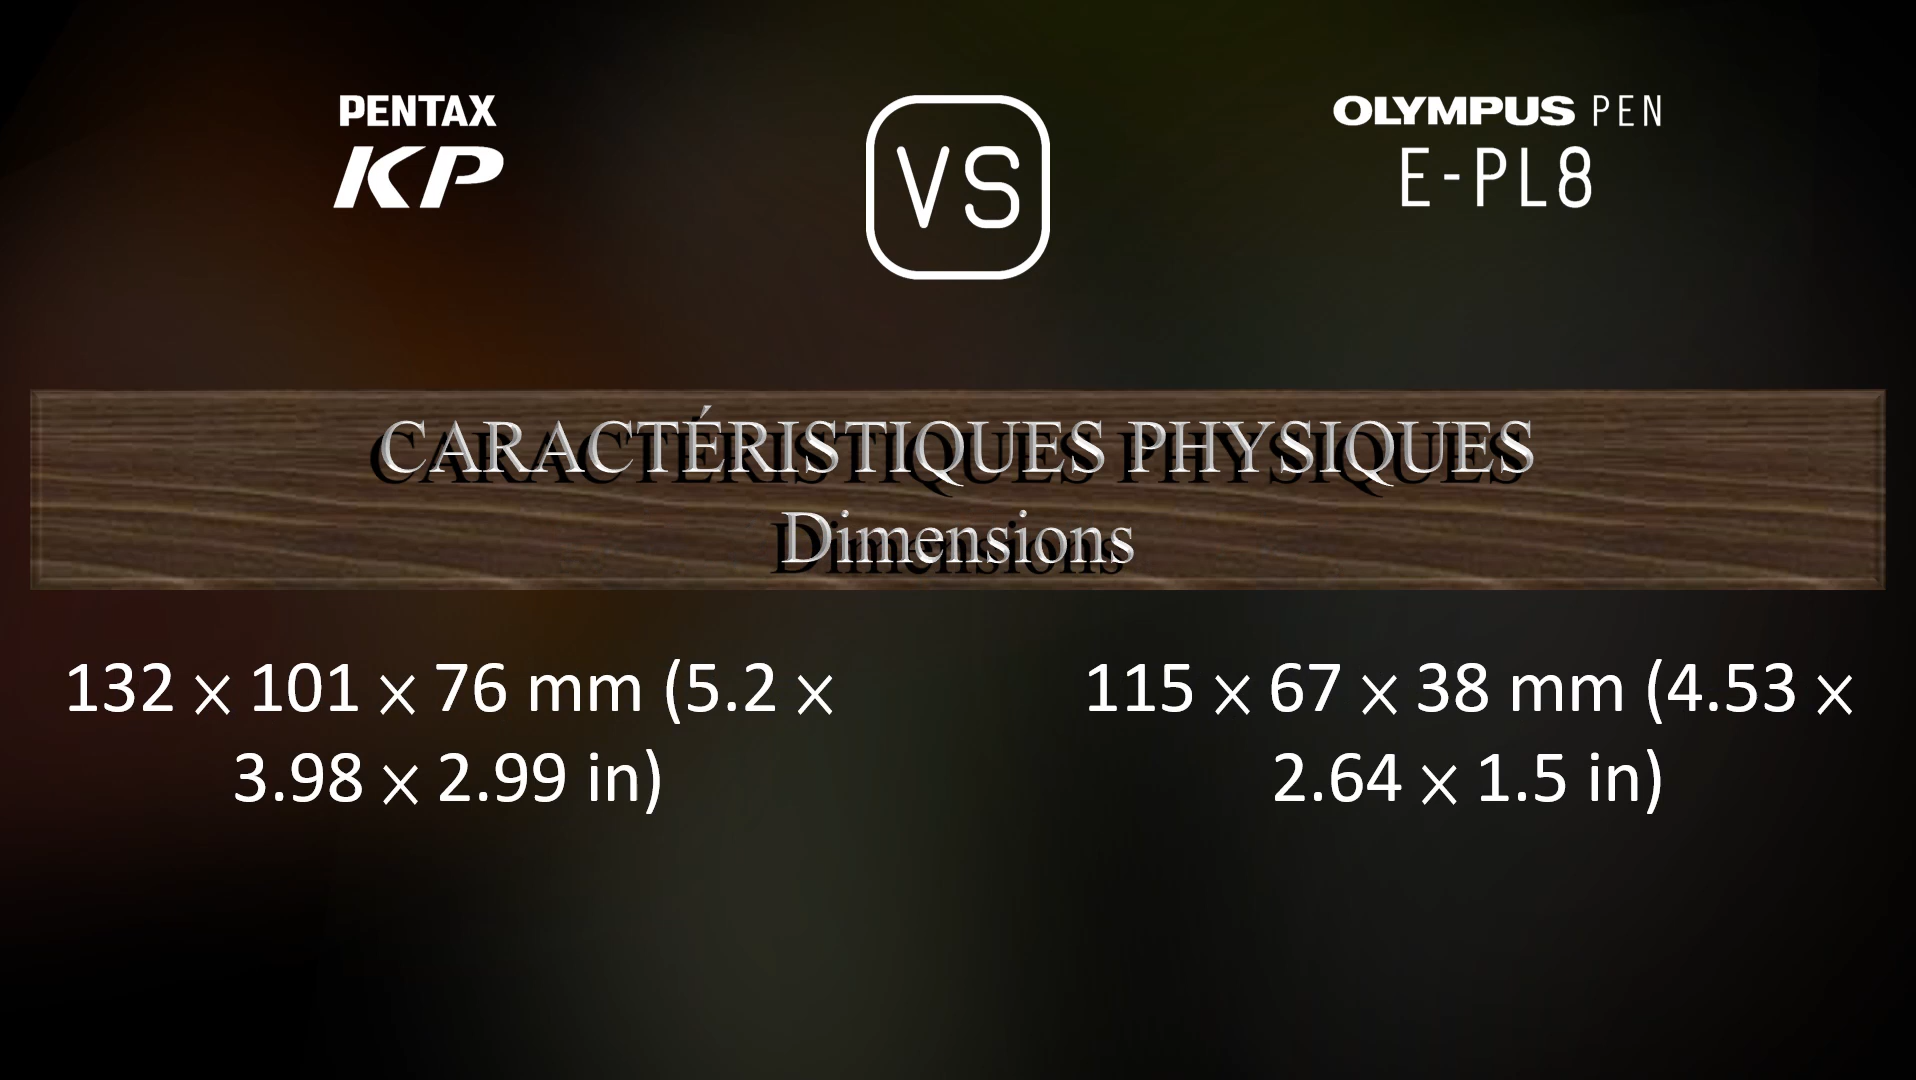 PENTAX
KP
VS
OLYMPUS PEN
E-PL8
CARACTÉRISTIQUES PHYSIQUES
Dimensions
132 x 101 x 76 mm (5.2 x
3.98 x 2.99 in)
115 x 67 x 38 mm (4.53 x
2.64 x 1.5 in)